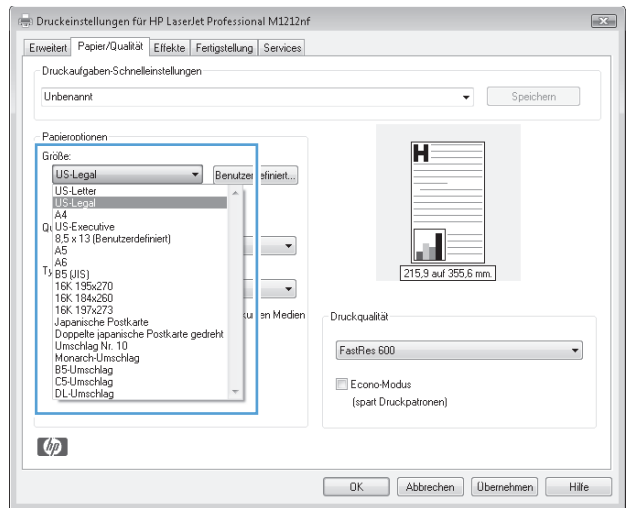 Druckeinstellungen für HP LaserJet Professional M1212nf
Erweitert Papier/Qualität Effekte Fertigstellung Services
Druckaufgaben-Schnelleinstellungen
Unbenannt
Speichern
Papieroptionen
Größe:
US-Legal
US-Letter
US-Legal
A4
US-Executive
8,5 x 13 (Benutzerdefiniert)
A5
A6
B5 (JIS)
16K 195x270
16K 184x260
16K 197x273
Japanische Postkarte
Doppelte japanische Postkarte gedreht
Umschlag Nr. 10
Monarch-Umschlag
B5-Umschlag
C5-Umschlag
DL-Umschlag
en Medien
H
215,9 auf 355,6 mm.
Druckqualität
FastRes 600
Econo-Modus
(spart Druckpatronen)
hp
OK Abbrechen Übernehmen Hilfe